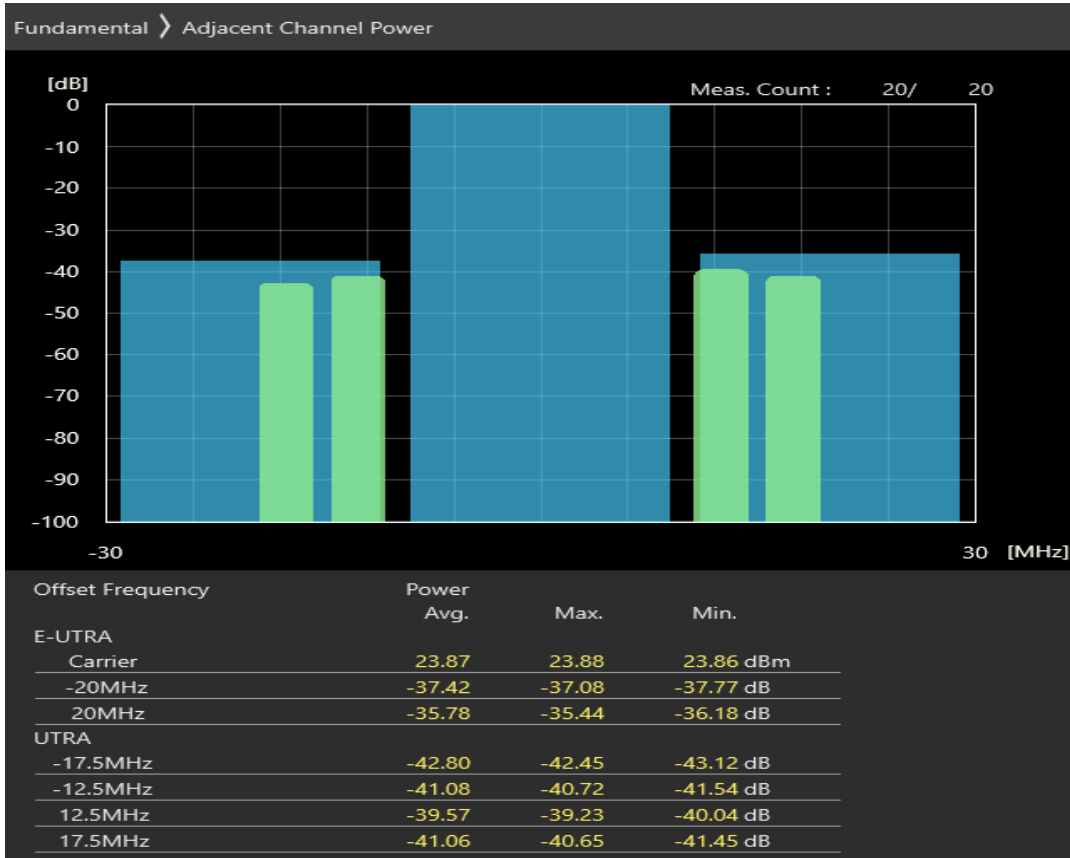 Fundamental 〉 Adjacent Channel Power
[dB]
Meas. Count : 20/ 20
0
-10
-20
-30
-40
-50
-60
-70
-80
-90
-100
-30 30 [MHz]
Offset Frequency Power
Avg. Max. Min.
E-UTRA
Carrier 23.87 23.88 23.86 dBm
-20MHz -37.42 -37.08 -37.77 dB
20MHz -35.78 -35.44 -36.18 dB
UTRA
-17.5MHz -42.80 -42.45 -43.12 dB
-12.5MHz -41.08 -40.72 -41.54 dB
12.5MHz -39.57 -39.23 -40.04 dB
17.5MHz -41.06 -40.65 -41.45 dB